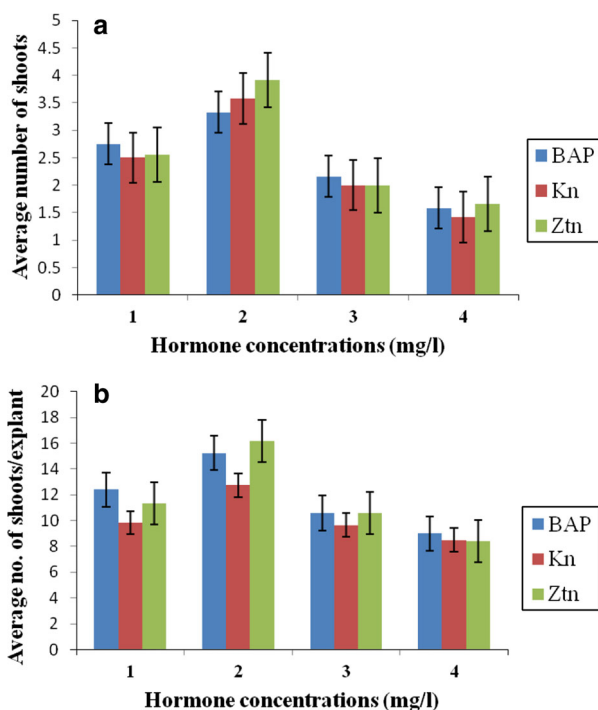 a
Average number of shoots
5
4.5
4
3.5
3
2.5
2
1.5
1
0.5
0
1 2 3 4
Hormone concentrations (mg/l)
BAP
Kn
Ztn
b
Average no. of shoots/explant
20
18
16
14
12
10
8
6
4
2
0
1 2 3 4
Hormone concentrations (mg/l)
BAP
Kn
Ztn